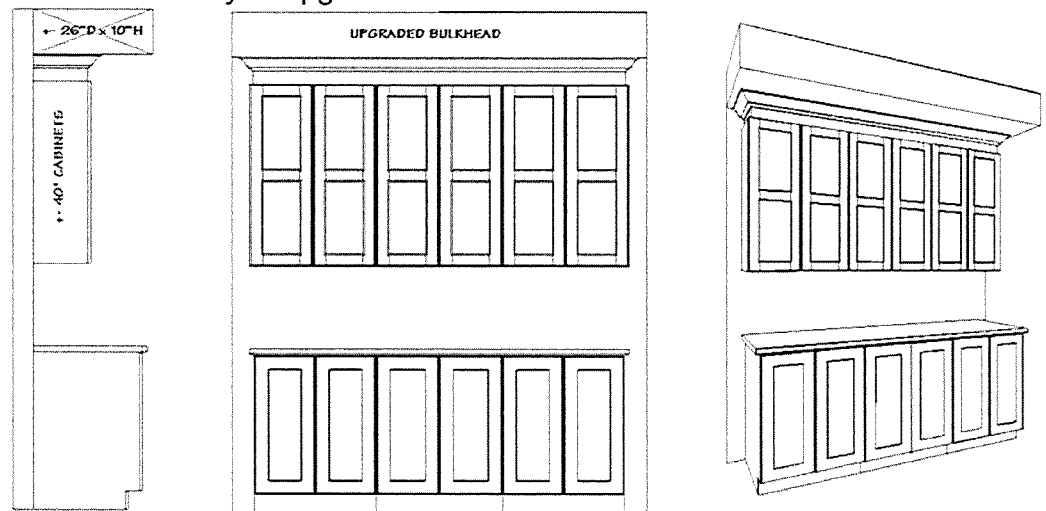 +- 26"D x 10"H
UPGRADED BULKHEAD
+- 40" CABINETS